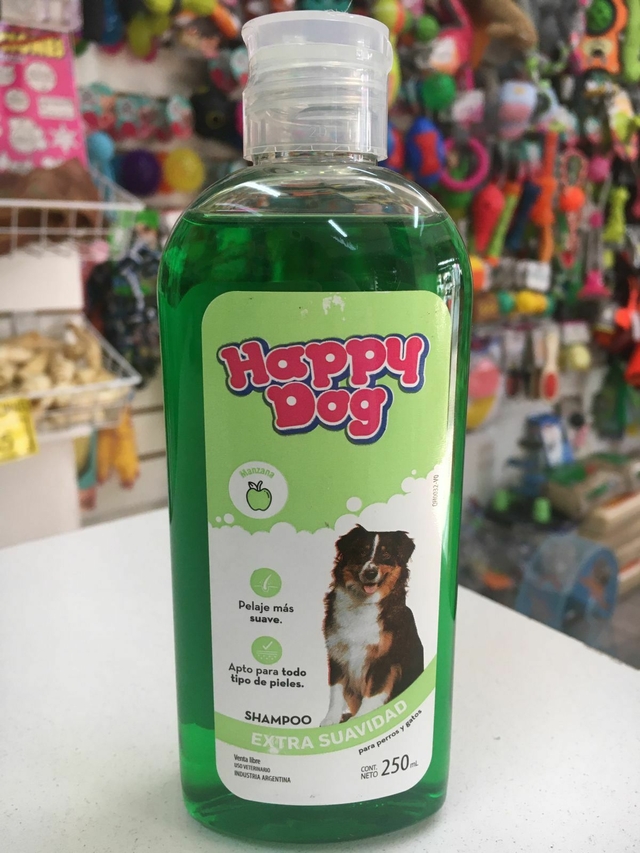 Happy
Dog
Manzana
Pelaje más
suave.
Apto para todo
tipo de pieles.
SHAMPOO
EXTRA SUAVIDAD
para perros y gatos
Venta libre
USO VETERINARIO
INDUSTRIA ARGENTINA
CONT.
NETO 250 mL